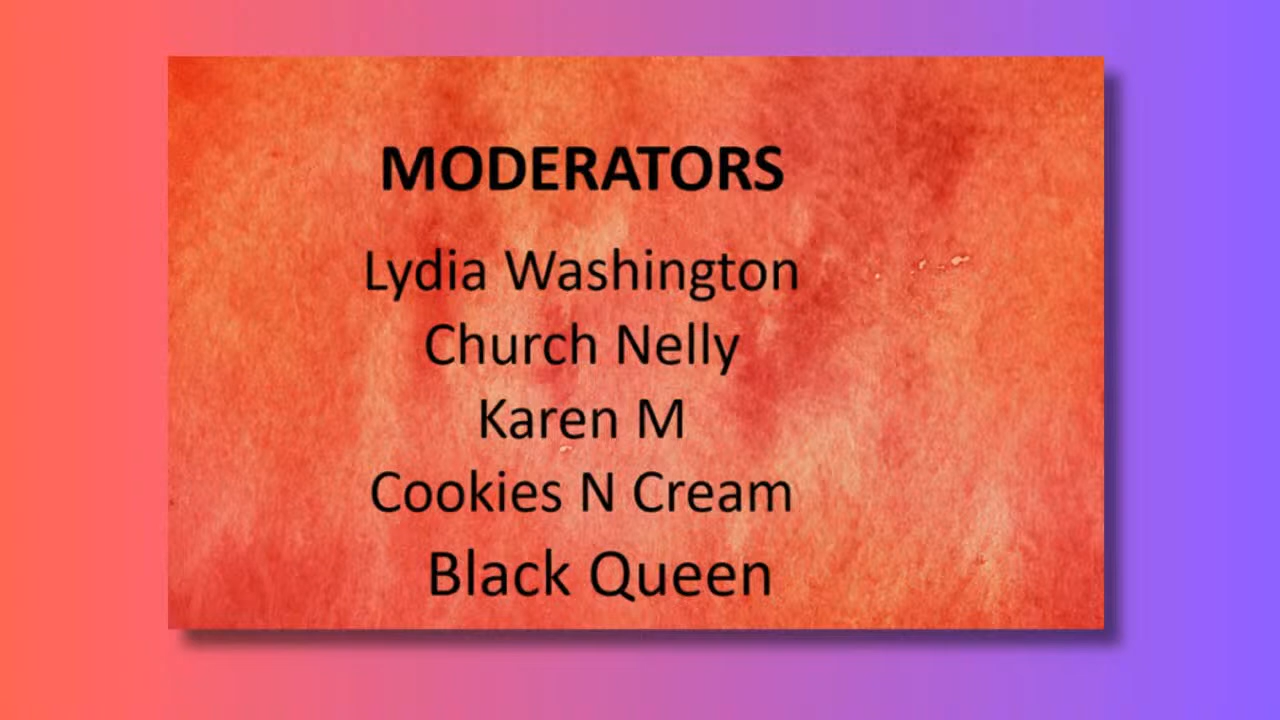 MODERATORS
Lydia Washington
Church Nelly
Karen M
Cookies N Cream
Black Queen